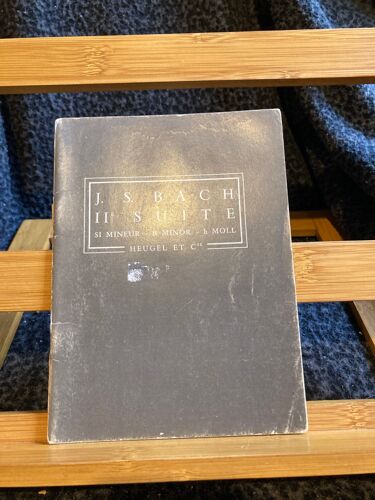 J. S. BACH
II SUITE
SI MINEUR - B MINOR - h MOLL
HEUGEL ET Cie